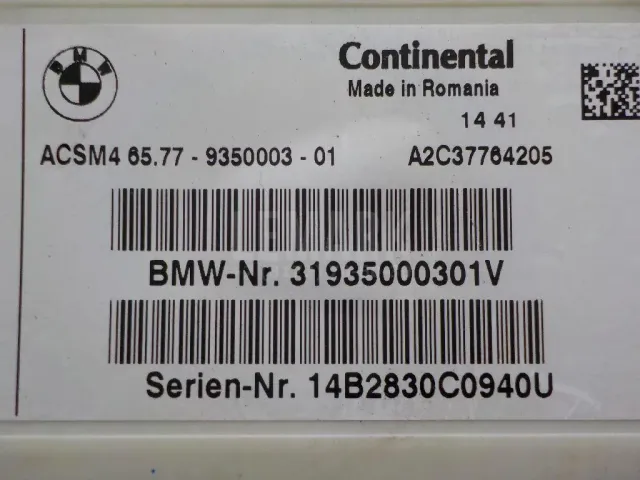 BMW
Continental
Made in Romania
14 41
ACSM4 65.77 - 9350003 - 01 A2C37764205
BMW-Nr. 31935000301V
Serien-Nr. 14B2830C0940U